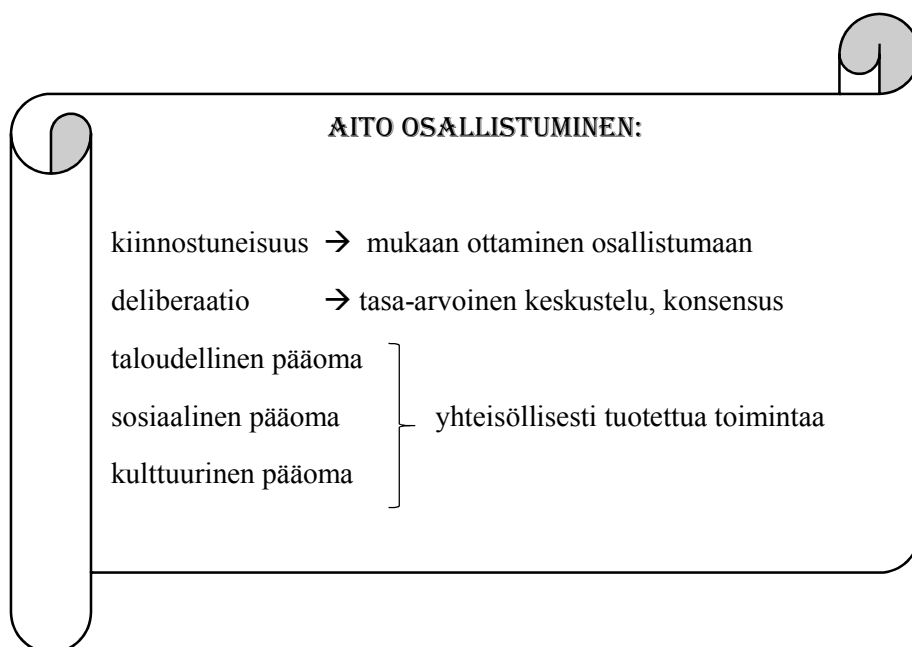 AITO OSALLISTUMINEN:
kiinnostuneisuus → mukaan ottaminen osallistumaan
deliberaatio → tasa-arvoinen keskustelu, konsensus
taloudellinen pääoma
sosiaalinen pääoma yhteisöllisesti tuotettua toimintaa
kulttuurinen pääoma